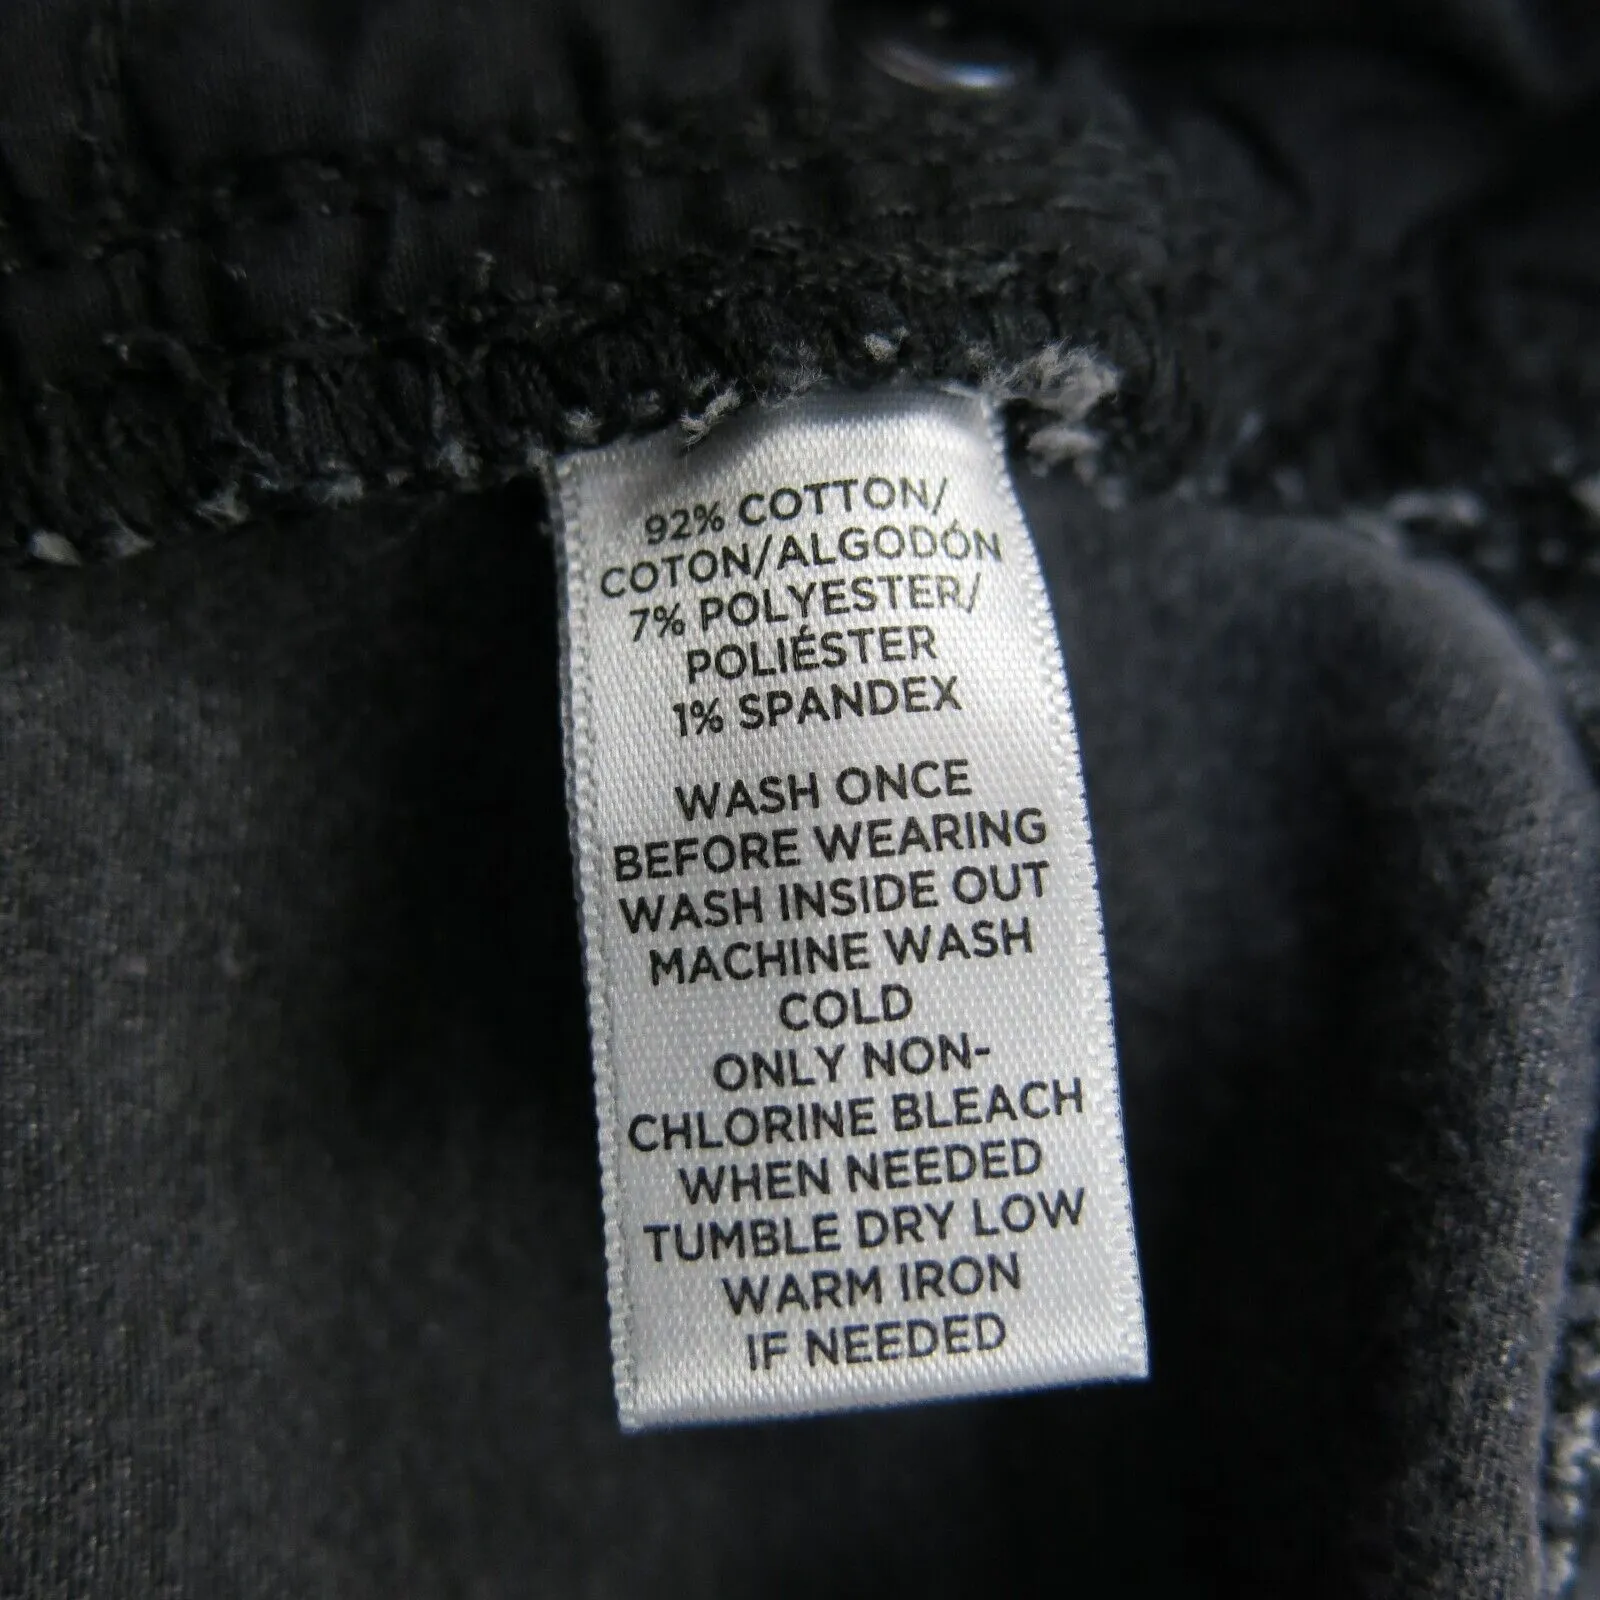 92% COTTON/
COTON/ALGODÓN
7% POLYESTER/
POLIÉSTER
1% SPANDEX
WASH ONCE
BEFORE WEARING
WASH INSIDE OUT
MACHINE WASH
COLD
ONLY NON-
CHLORINE BLEACH
WHEN NEEDED
TUMBLE DRY LOW
WARM IRON
IF NEEDED